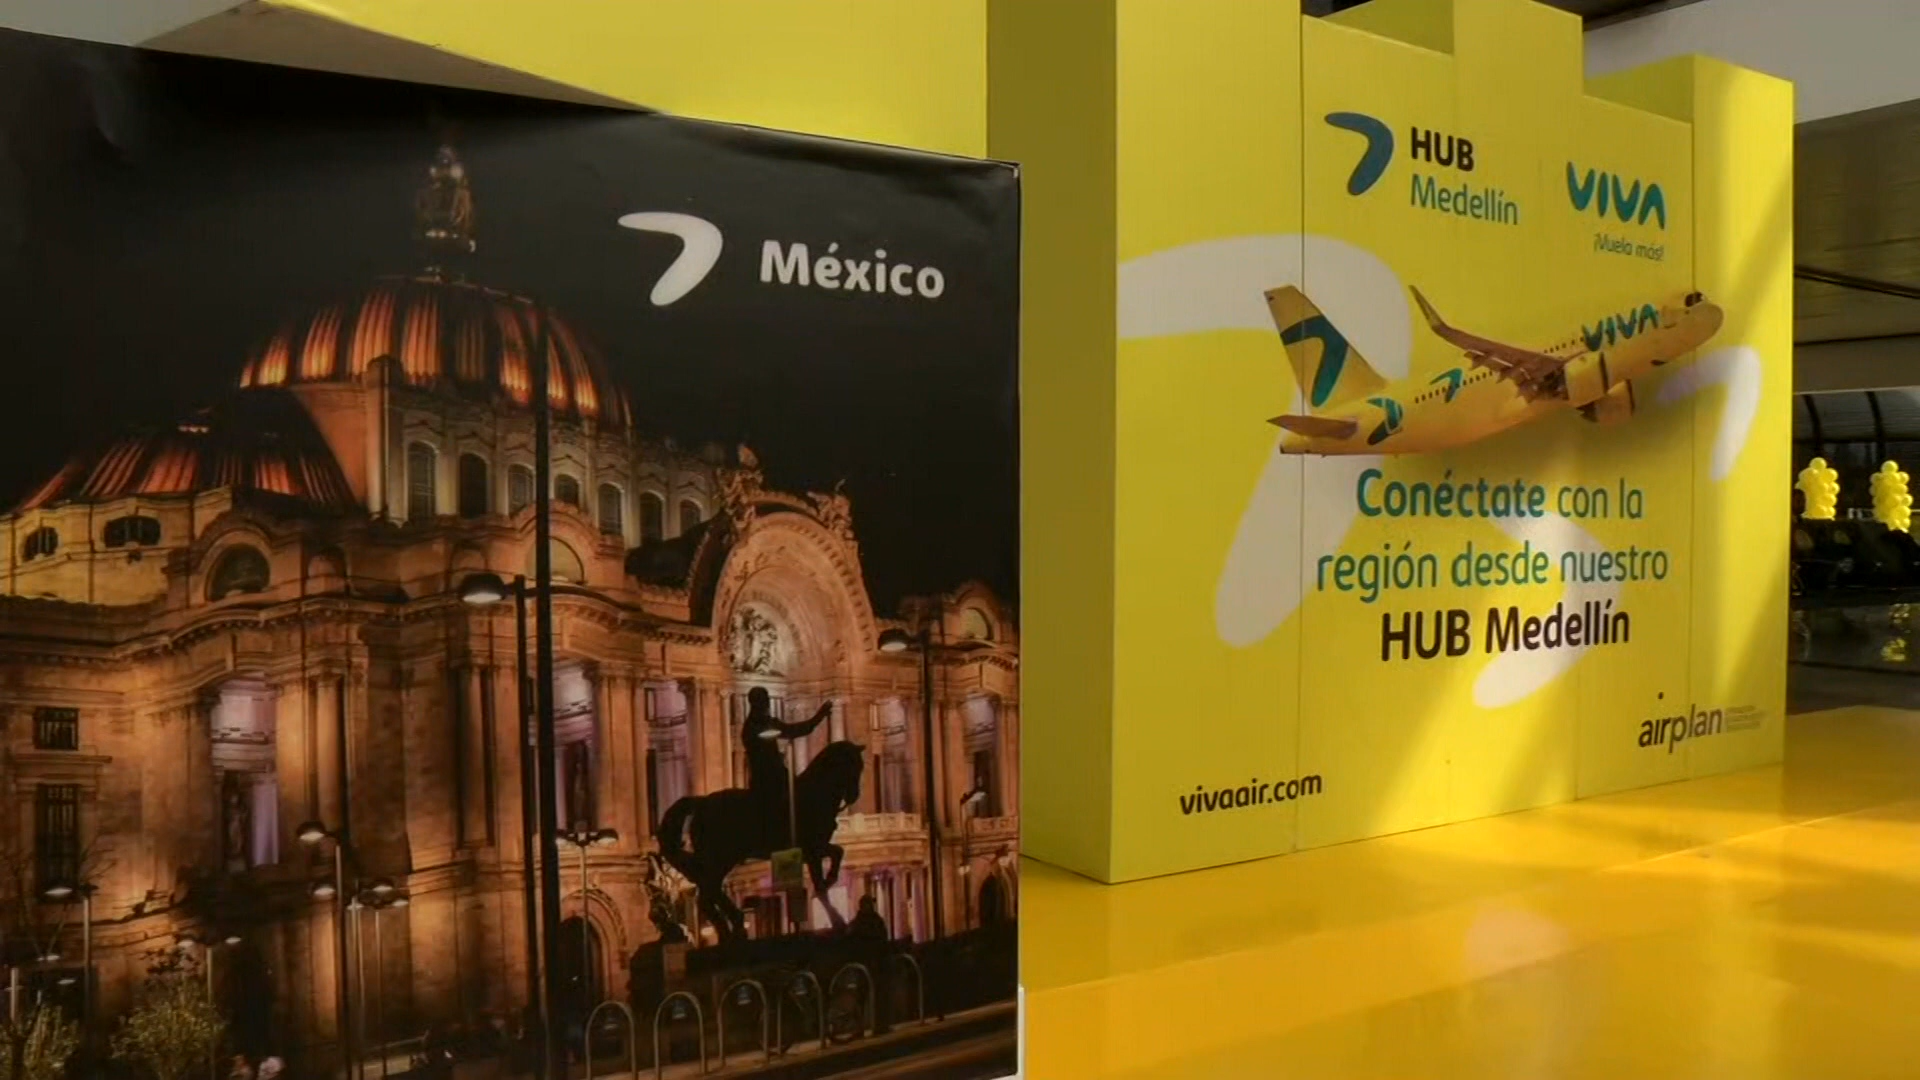 México
HUB
Medellín
VIVA
¡Vuela más!
VIVA
Conéctate con la
región desde nuestro
HUB Medellín
airplan
vivaair.com